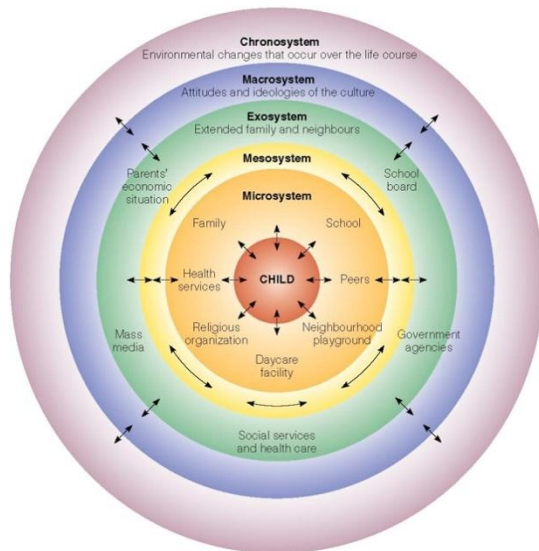 Chronosystem
Environmental changes that occur over the life course
Macrosystem
Attitudes and ideologies of the culture
Exosystem
Extended family and neighbours
Mesosystem
Parents'
economic
situation
School
board
Microsystem
Family
School
Health
services
CHILD
Peers
Religious
organization
Neighbourhood
playground
Mass
media
Government
agencies
Daycare
facility
Social services
and health care